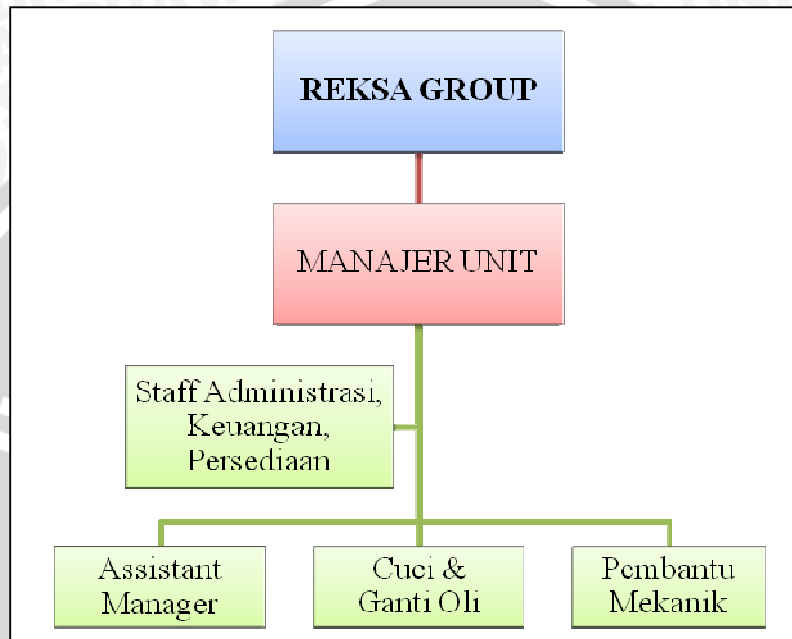 REKSA GROUP
MANAJER UNIT
Staff Administrasi,
Keuangan,
Persediaan
Assistant
Manager
Cuci &
Ganti Oli
Pembantu
Mekanik